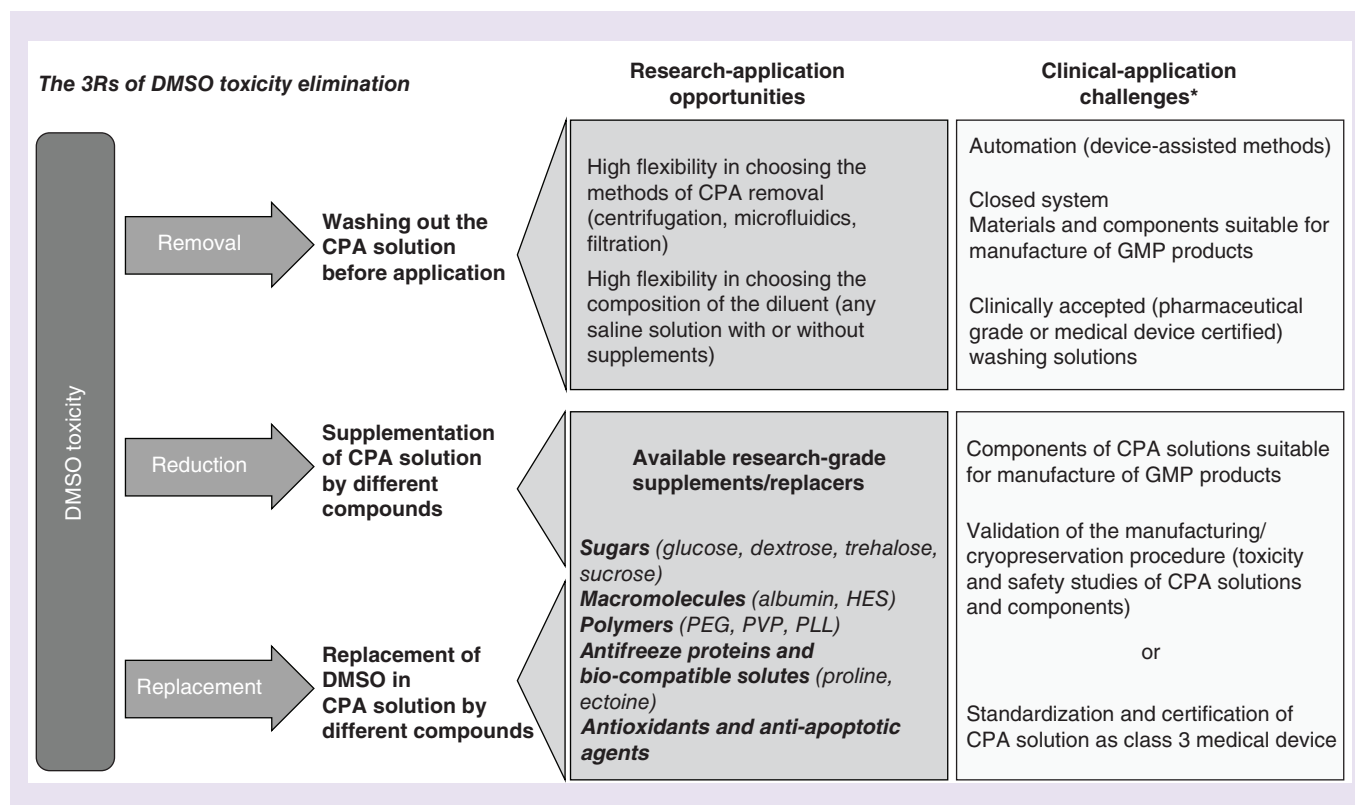 The 3Rs of DMSO toxicity elimination
Research-application
opportunities
Clinical-application
challenges*
DMSO toxicity
Removal
Washing out the
CPA solution
before application
High flexibility in choosing the
methods of CPA removal
(centrifugation, microfluidics,
filtration)
High flexibility in choosing the
composition of the diluent (any
saline solution with or without
supplements)
Automation (device-assisted methods)
Closed system
Materials and components suitable for
manufacture of GMP products
Clinically accepted (pharmaceutical
grade or medical device certified)
washing solutions
Reduction
Supplementation
of CPA solution
by different
compounds
Replacement
Replacement of
DMSO in
CPA solution by
different compounds
Available research-grade
supplements/replacers
Sugars (glucose, dextrose, trehalose,
sucrose)
Macromolecules (albumin, HES)
Polymers (PEG, PVP, PLL)
Antifreeze proteins and
bio-compatible solutes (proline,
ectoine)
Antioxidants and anti-apoptotic
agents
Components of CPA solutions suitable
for manufacture of GMP products
Validation of the manufacturing/
cryopreservation procedure (toxicity
and safety studies of CPA solutions
and components)
or
Standardization and certification of
CPA solution as class 3 medical device